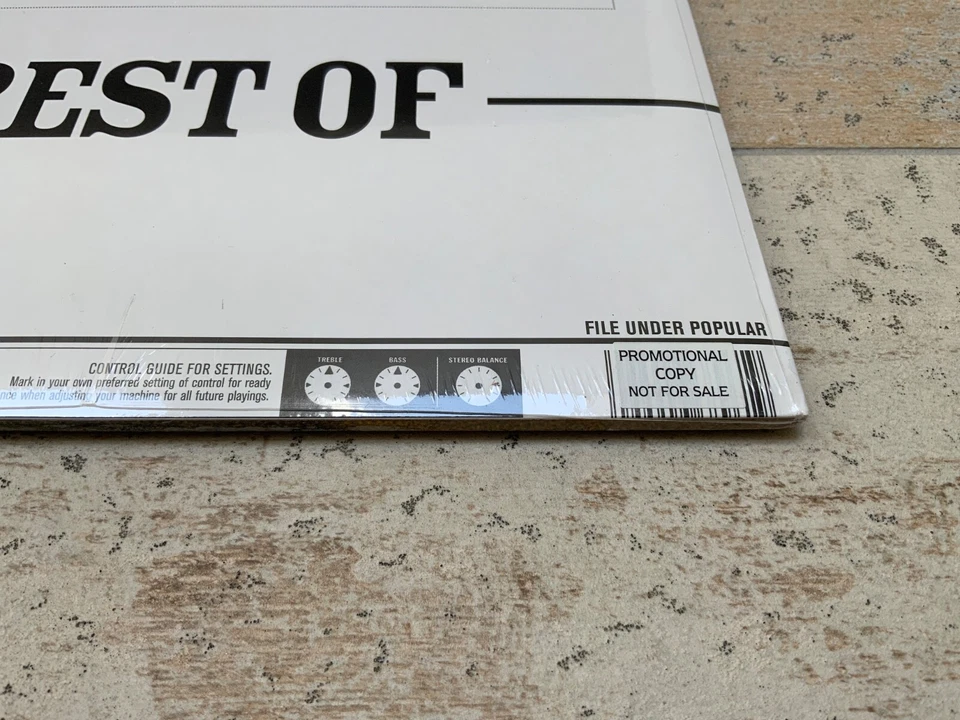 BEST OF
FILE UNDER POPULAR
CONTROL GUIDE FOR SETTINGS.
Mark in your own preferred setting of control for ready
when adjusting your machine for all future playings.
TREBLE
BASS
STEREO BALANCE
PROMOTIONAL
COPY
NOT FOR SALE